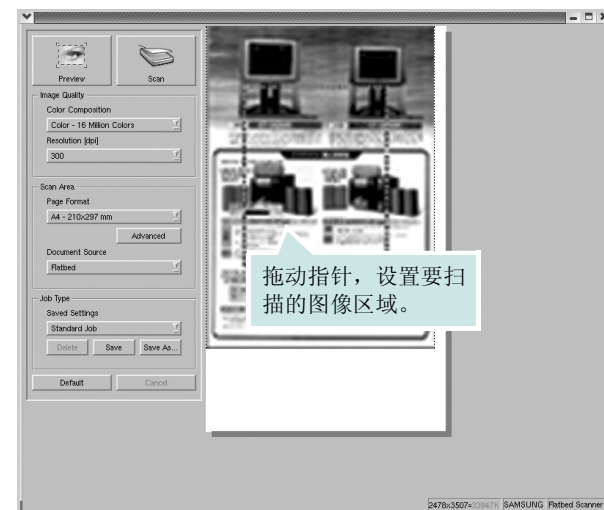 Preview Scan
Image Quality
Color Composition
Color - 16 Million Colors
Resolution [dpi]
300
Scan Area
Page Format
A4 - 210x297 mm
Advanced
Document Source
Flatbed
Job Type
Saved Settings
Standard Job
Delete Save Save As...
Default Cancel
拖动指针，设置要扫
描的图像区域。
2478x3507=33947K SAMSUNG Flatbed Scanner